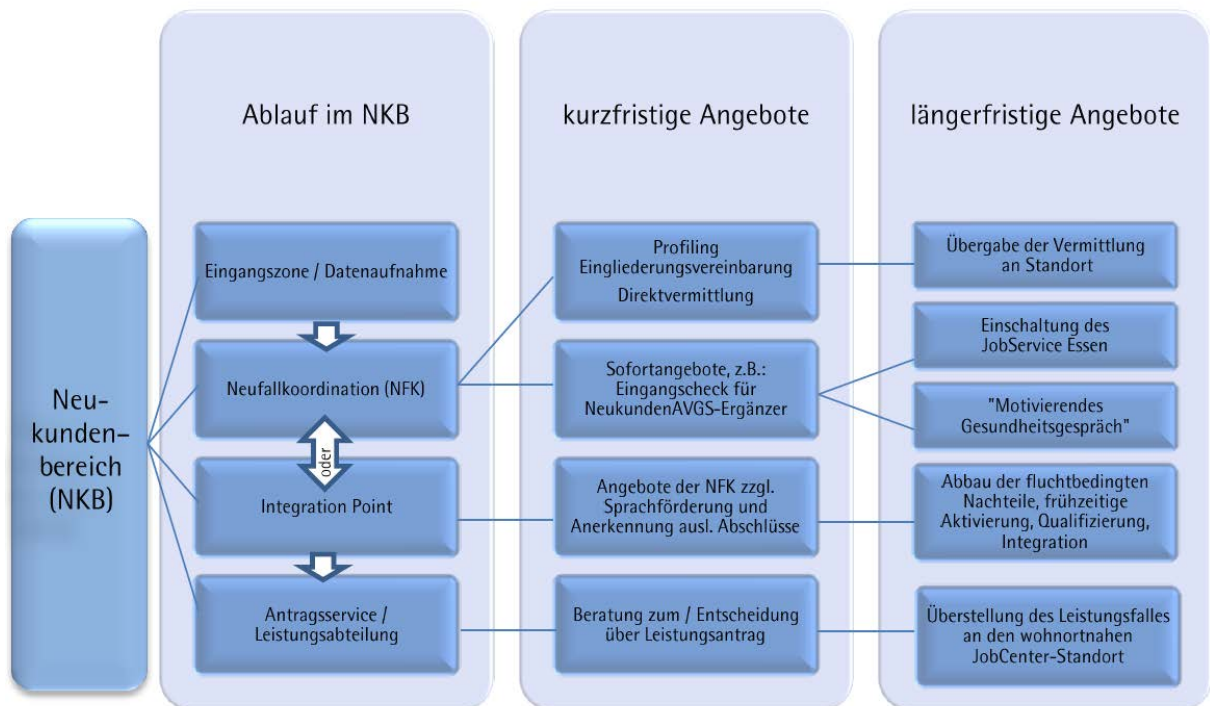 Ablauf im NKB
kurzfristige Angebote
längerfristige Angebote
Neu-
kunden-
bereich
(NKB)
Eingangszone / Datenaufnahme
Neufallkoordination (NFK)
oder
Integration Point
Antragsservice /
Leistungsabteilung
Profiling
Eingliederungsvereinbarung
Direktvermittlung
Sofortangebote, z.B.:
Eingangscheck für
NeukundenAVGS-Ergänzer
Angebote der NFK zzgl.
Sprachförderung und
Anerkennung ausl. Abschlüsse
Beratung zum / Entscheidung
über Leistungsantrag
Übergabe der Vermittlung
an Standort
Einschaltung des
JobService Essen
"Motivierendes
Gesundheitsgespräch"
Abbau der fluchtbedingten
Nachteile, frühzeitige
Aktivierung, Qualifizierung,
Integration
Überstellung des Leistungsfalles
an den wohnortnahen
JobCenter-Standort